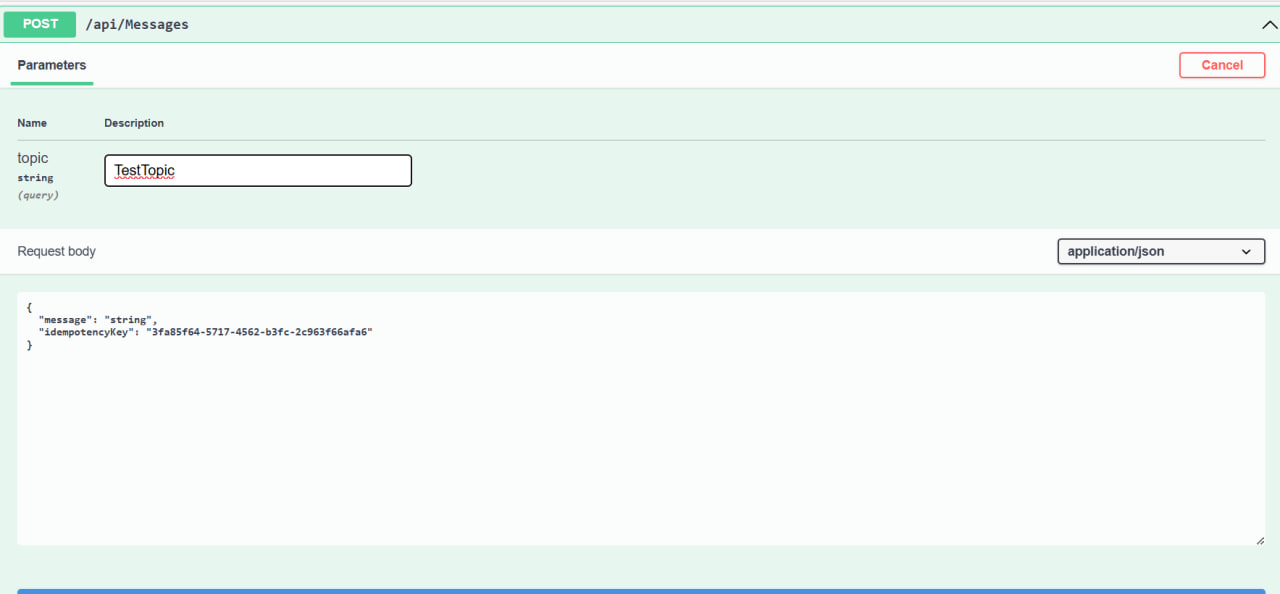 POST /api/Messages
Parameters
Cancel
Name Description
topic
string
(query)
TestTopic
Request body
application/json
{
  "message": "string",
  "idempotencyKey": "3fa85f64-5717-4562-b3fc-2c963f66afa6"
}